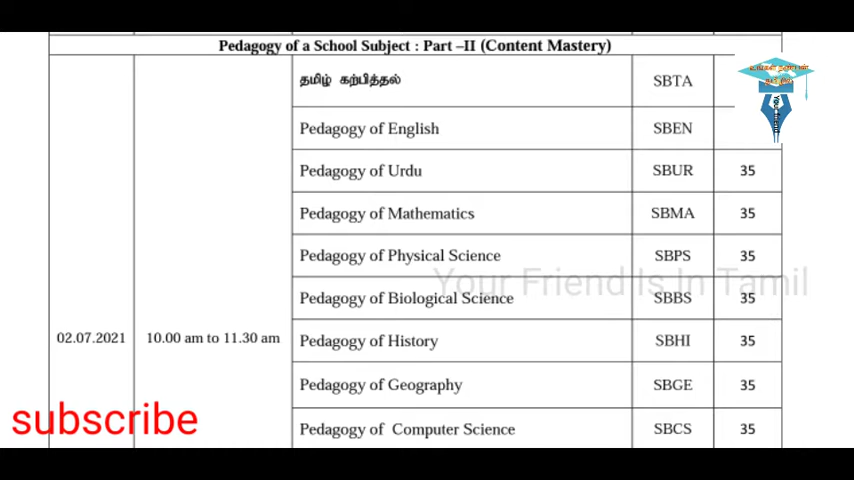 Pedagogy of a School Subject : Part –II (Content Mastery)
தமிழ் கற்பித்தல் SBTA
Pedagogy of English SBEN
Pedagogy of Urdu SBUR 35
Pedagogy of Mathematics SBMA 35
Pedagogy of Physical Science SBPS 35
Your Friend Is In Tamil
Pedagogy of Biological Science SBBS 35
02.07.2021 10.00 am to 11.30 am Pedagogy of History SBHI 35
Pedagogy of Geography SBGE 35
subscribe
Pedagogy of Computer Science SBCS 35